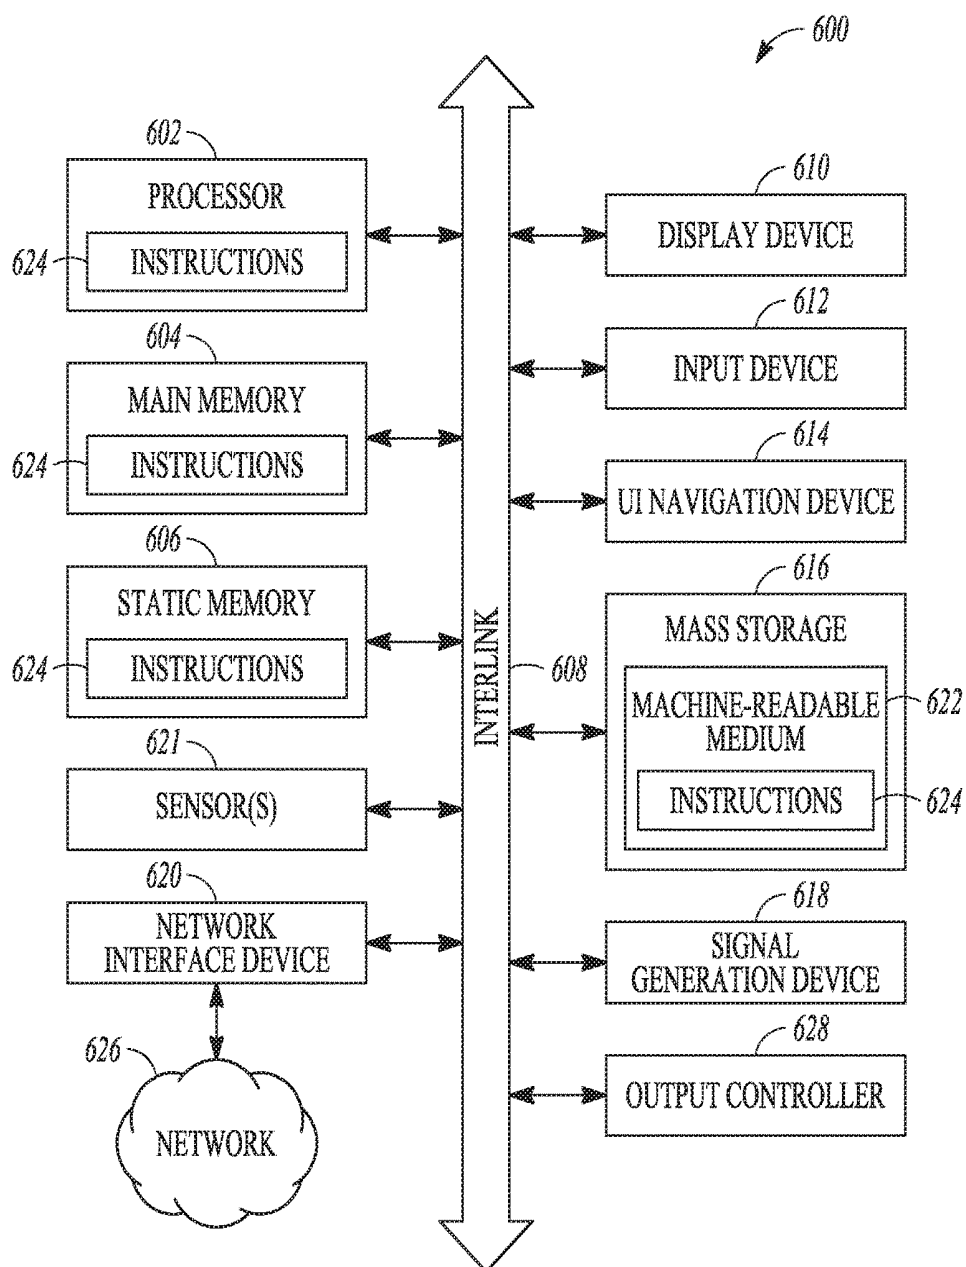 600
602
PROCESSOR
624
INSTRUCTIONS
604
MAIN MEMORY
624
INSTRUCTIONS
606
STATIC MEMORY
624
INSTRUCTIONS
621
SENSOR(S)
620
NETWORK
INTERFACE DEVICE
626
NETWORK
INTERLINK
608
610
DISPLAY DEVICE
612
INPUT DEVICE
614
UI NAVIGATION DEVICE
616
MASS STORAGE
MACHINE-READABLE
MEDIUM
622
INSTRUCTIONS
624
618
SIGNAL
GENERATION DEVICE
628
OUTPUT CONTROLLER